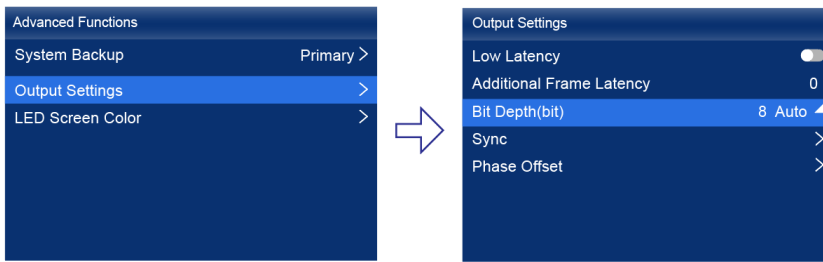 Advanced Functions
System Backup Primary >
Output Settings >
LED Screen Color >
Output Settings
Low Latency
Additional Frame Latency 0
Bit Depth(bit) 8 Auto
Sync >
Phase Offset >